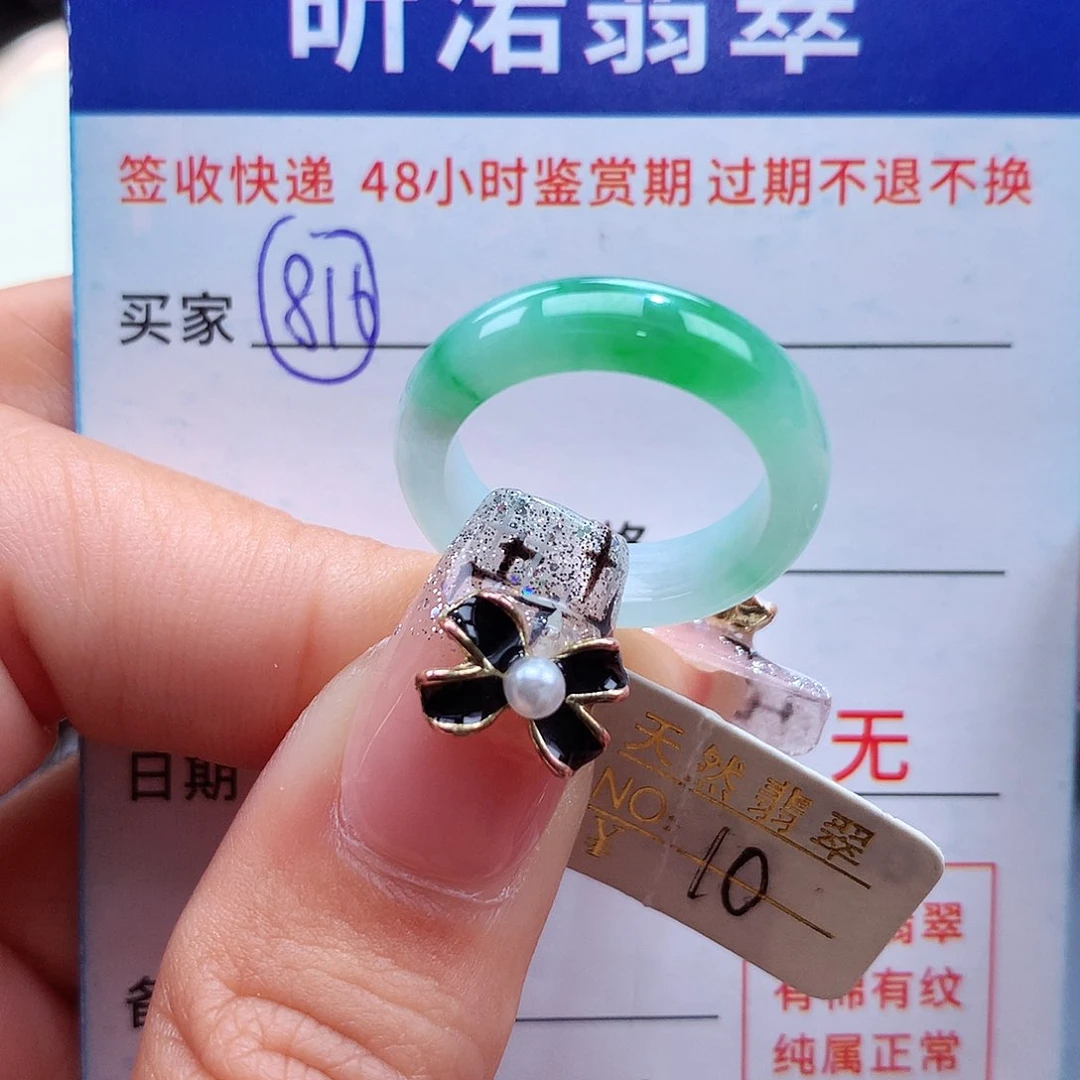 听渃翡翠
签收快递 48小时鉴赏期 过期不退不换
买家 816
无
日期
天然翡翠
NO 10
Y
翡翠
有棉有纹
纯属正常